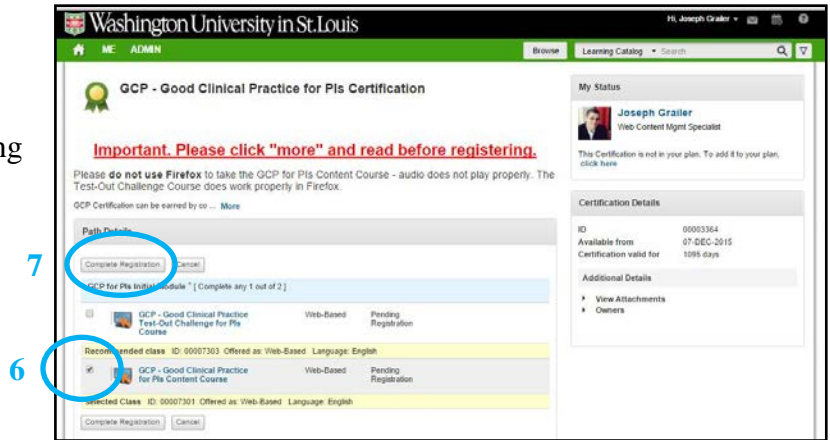 Washington University in St.Louis
Hi, Joseph Grailer
ME ADMIN
Browse Learning Catalog Search
GCP - Good Clinical Practice for PIs Certification
Important. Please click "more" and read before registering.
Please do not use Firefox to take the GCP for PIs Content Course - audio does not play properly. The
Test-Out Challenge Course does work properly in Firefox.
GCP Certification can be earned by co ... More
Path Details
7
Complete Registration Cancel
GCP for PIs Initial Module * [ Complete any 1 out of 2 ]
GCP - Good Clinical Practice
Test-Out Challenge for PIs
Course
Web-Based
Pending
Registration
Recommended class ID: 00007303 Offered as: Web-Based Language: English
6
GCP - Good Clinical Practice
for PIs Content Course
Web-Based
Pending
Registration
Selected Class ID: 00007301 Offered as: Web-Based Language: English
Complete Registration Cancel
My Status
Joseph Grailer
Web Content Mgmt Specialist
This Certification is not in your plan. To add it to your plan,
click here
Certification Details
ID 00003364
Available from 07-DEC-2015
Certification valid for 1095 days
Additional Details
View Attachments
Owners